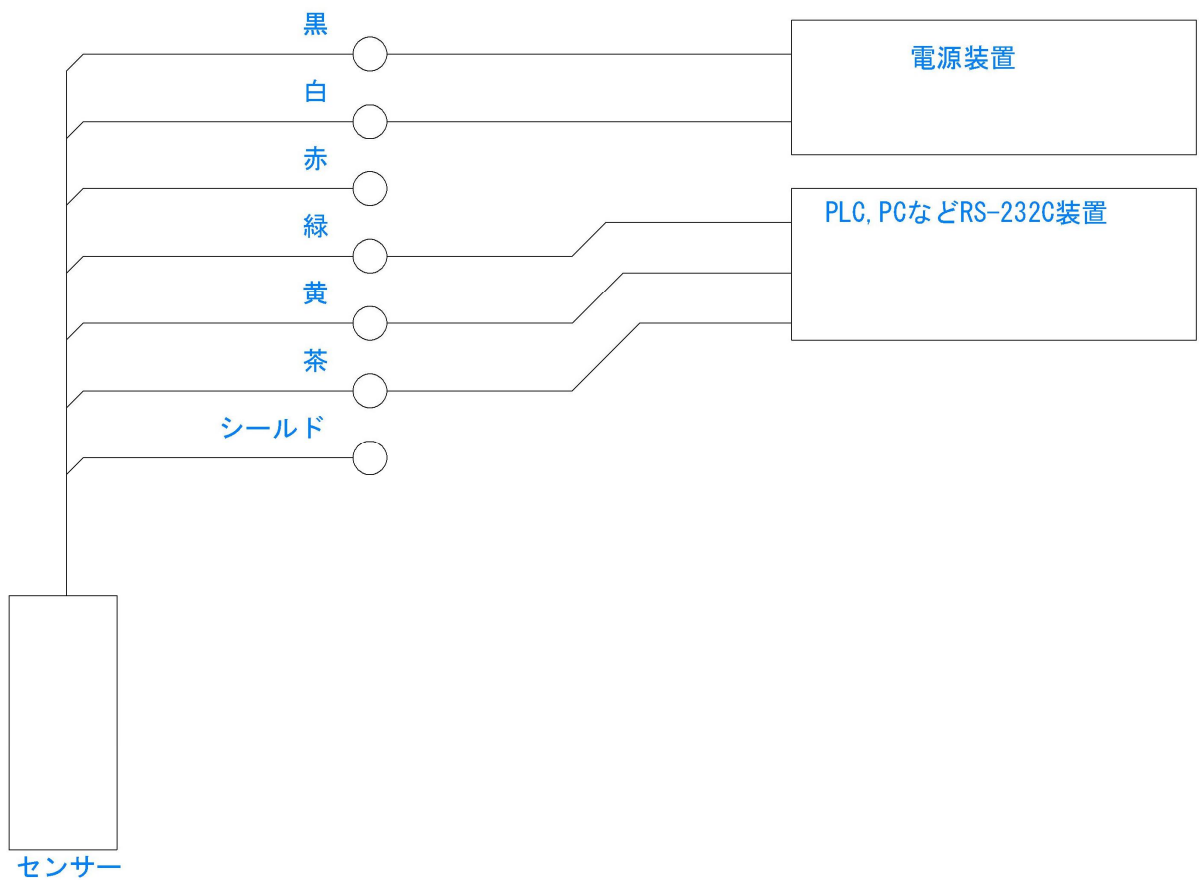 黒
電源装置
白
赤
PLC,PCなどRS-232C装置
緑
黄
茶
シールド
センサー